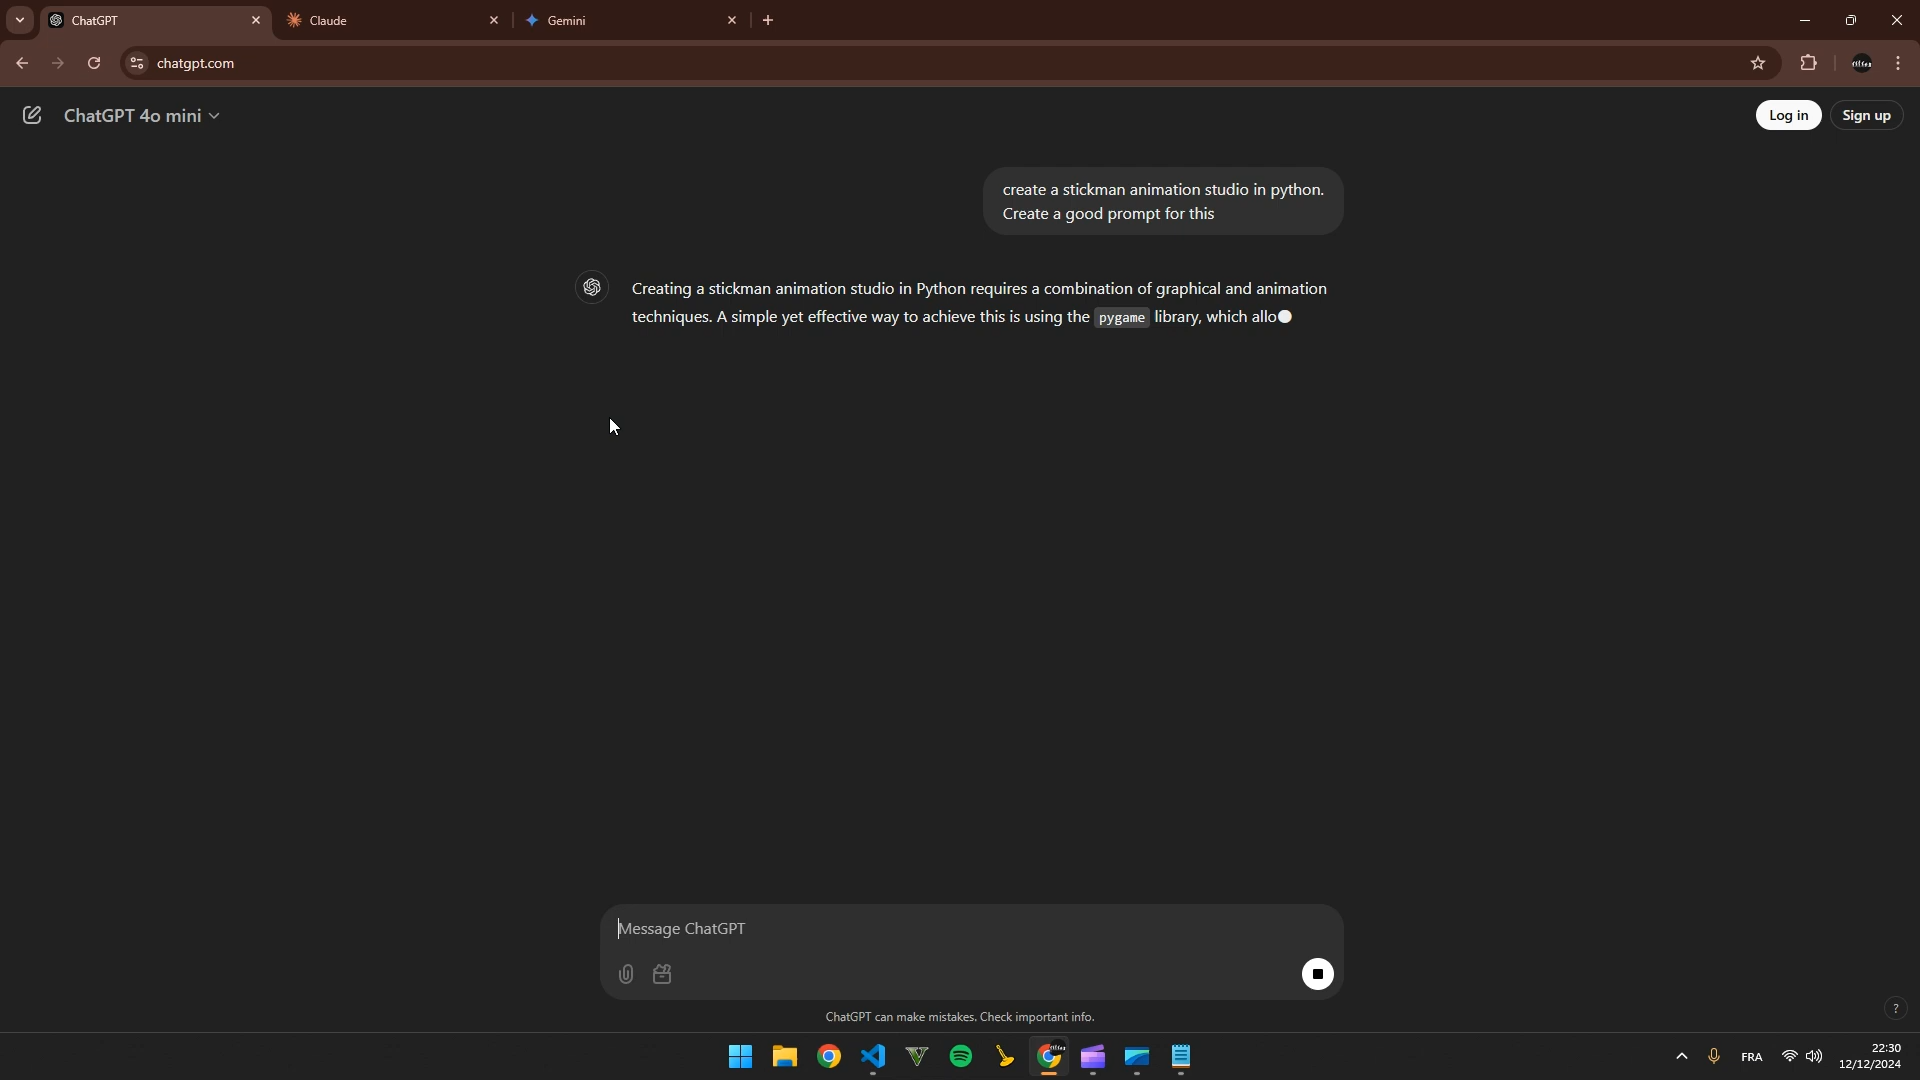 ChatGPT
Claude
Gemini
chatgpt.com
ChatGPT 4o mini
Log in
Sign up
create a stickman animation studio in python.
Create a good prompt for this
Creating a stickman animation studio in Python requires a combination of graphical and animation
techniques. A simple yet effective way to achieve this is using the pygame library, which allo
Message ChatGPT
ChatGPT can make mistakes. Check important info.
?
FRA
22:30
12/12/2024